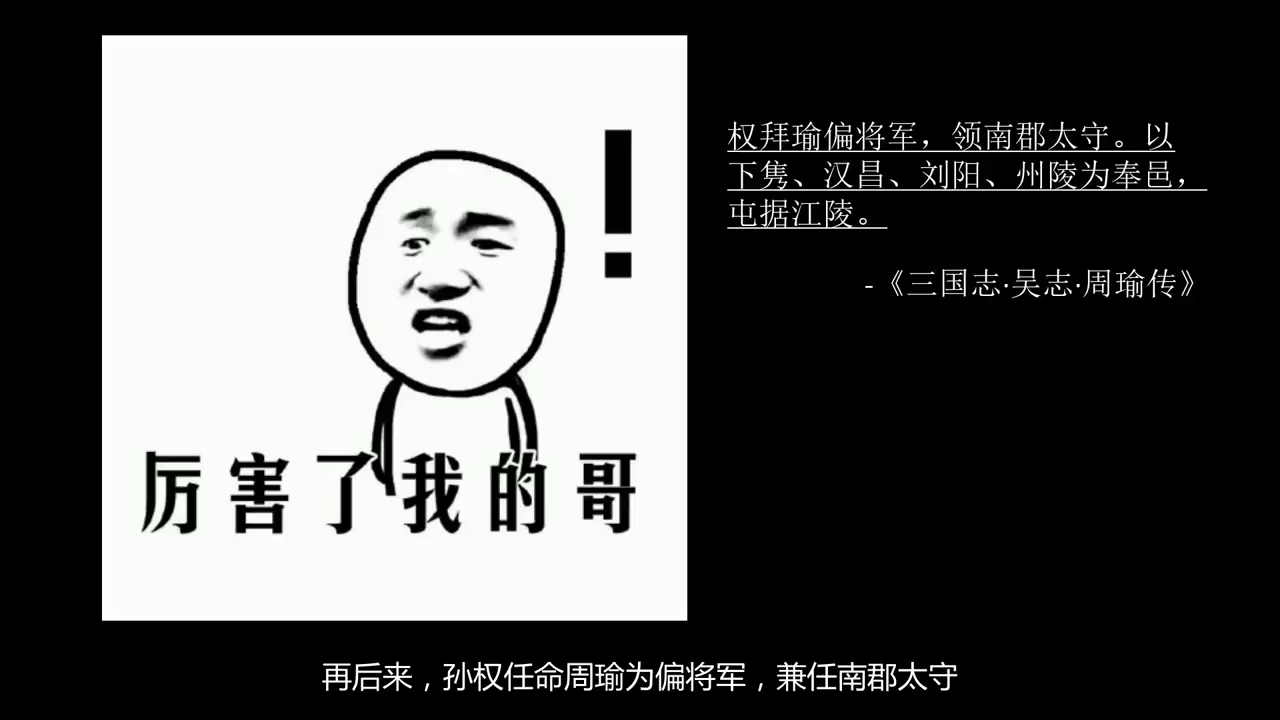 权拜瑜偏将军，领南郡太守。以
下隽、汉昌、刘阳、州陵为奉邑，
屯据江陵。
-《三国志·吴志·周瑜传》
!
厉害了我的哥
再后来，孙权任命周瑜为偏将军，兼任南郡太守